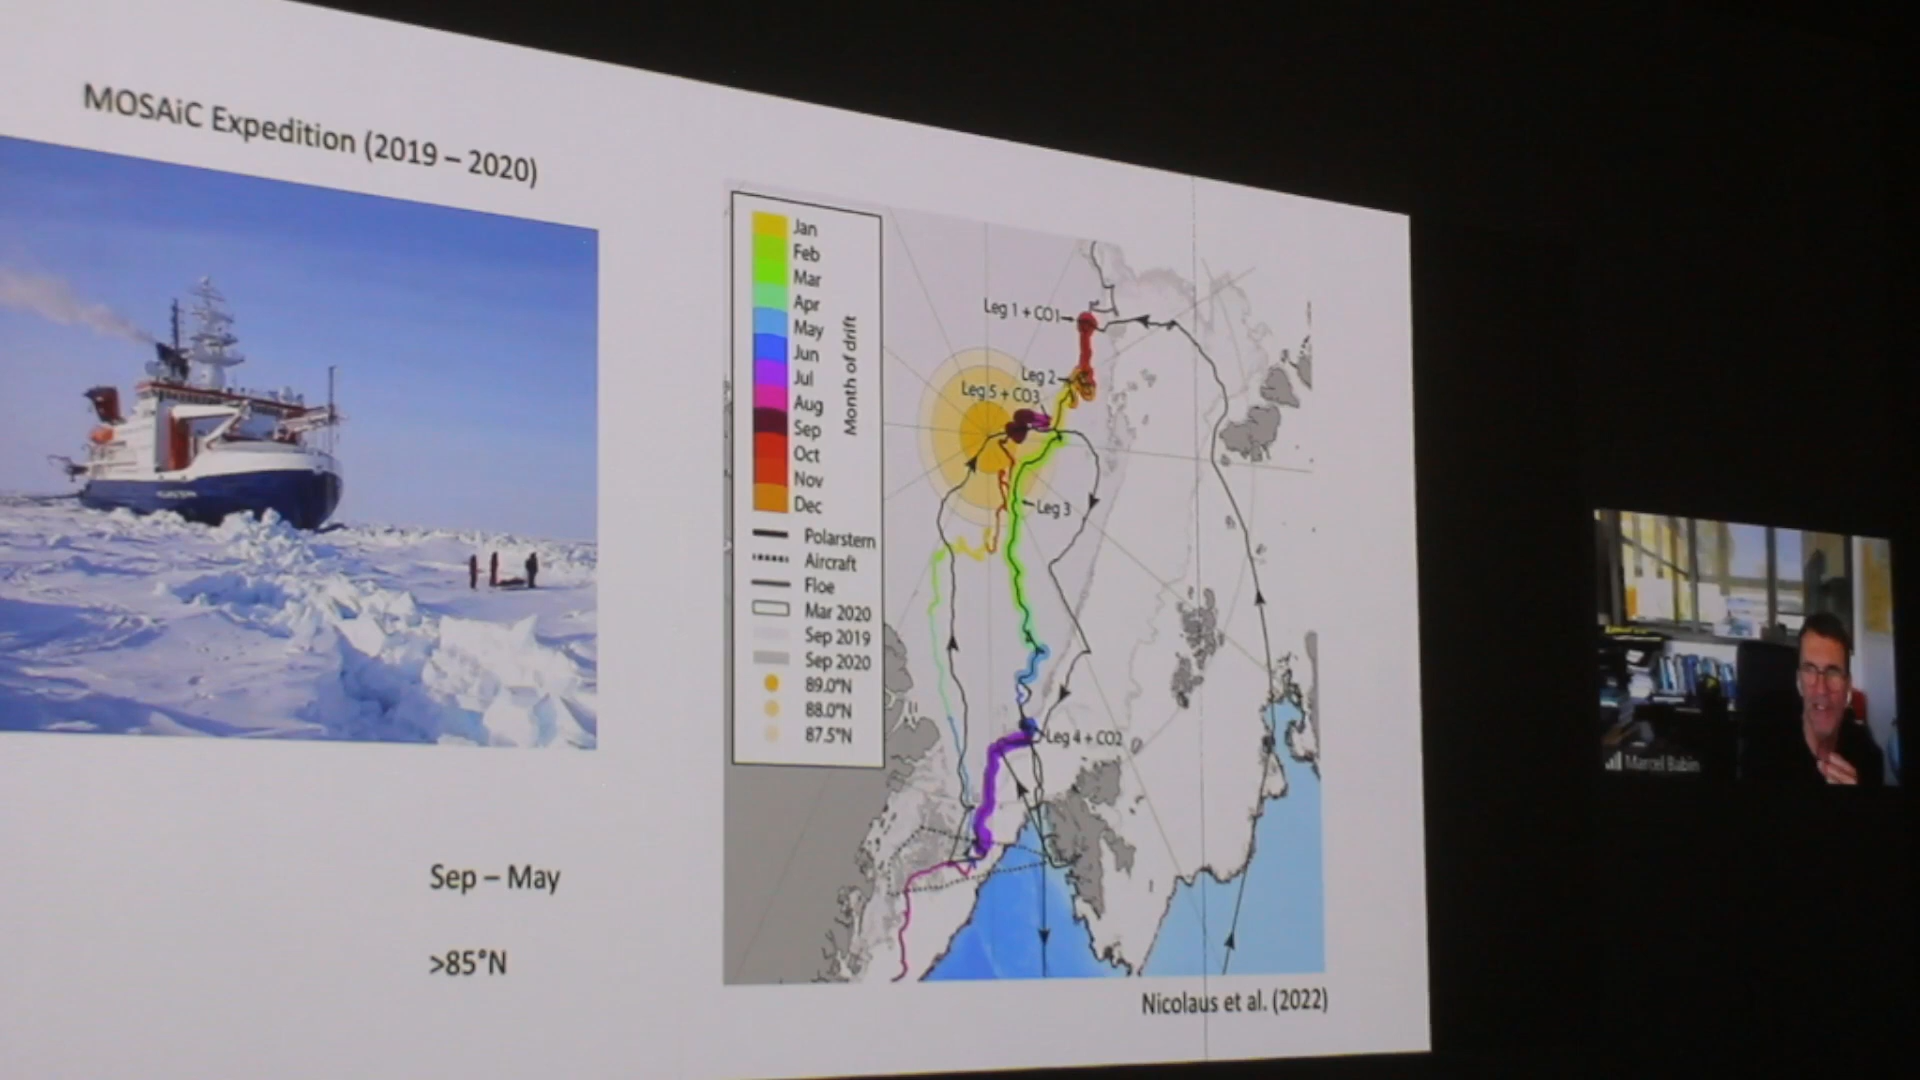 MOSAiC Expedition (2019 – 2020)
Jan
Feb
Mar
Apr
May
Jun
Jul
Aug
Sep
Oct
Nov
Dec
Month of drift
Polarstern
Aircraft
Floe
Mar 2020
Sep 2019
Sep 2020
89.0°N
88.0°N
87.5°N
Leg 1 + CO1
Leg 2
Leg 5 + CO3
Leg 3
Leg 4 + CO2
Sep – May
>85°N
Nicolaus et al. (2022)
Marcel Babin